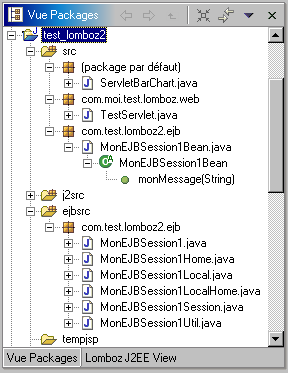 Vue Packages
test_lomboz2
src
(package par défaut)
ServletBarChart.java
com.moi.test.lomboz.web
TestServlet.java
com.test.lomboz2.ejb
MonEJBSession1Bean.java
MonEJBSession1Bean
monMessage(String)
j2src
ejbsrc
com.test.lomboz2.ejb
MonEJBSession1.java
MonEJBSession1Home.java
MonEJBSession1Local.java
MonEJBSession1LocalHome.java
MonEJBSession1Session.java
MonEJBSession1Util.java
tempjsp
Vue Packages Lomboz J2EE View